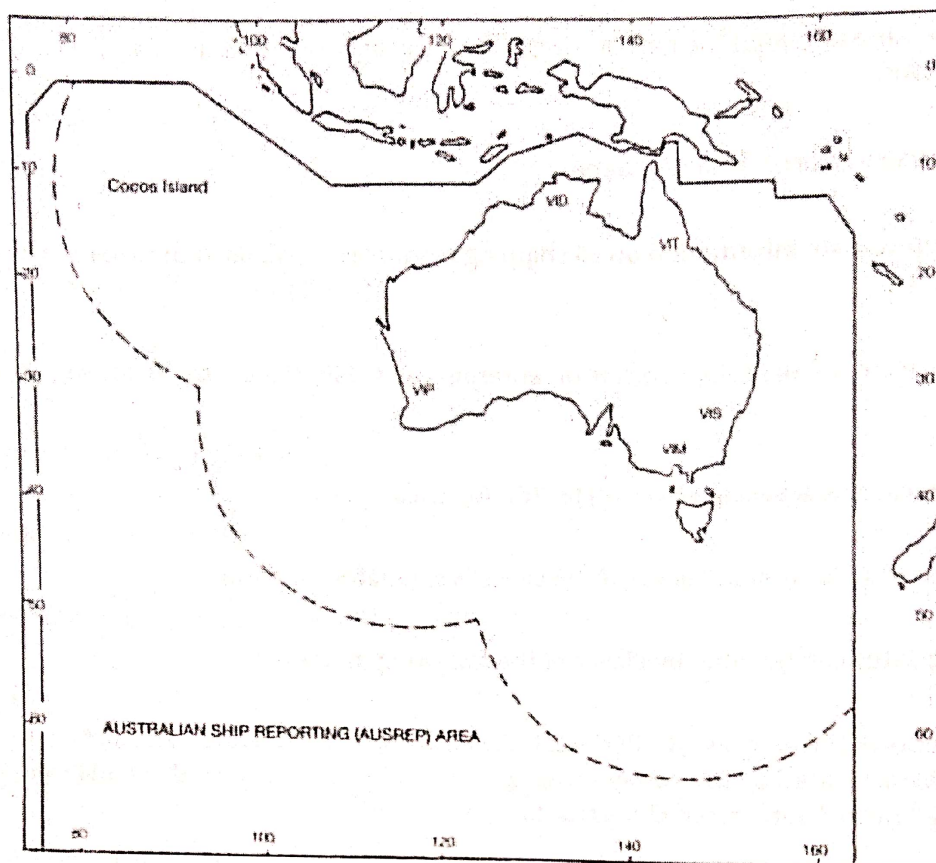 80 100 120 140 160
0 0
10 10
Cocos Island
VID
VIT
20 20
30 30
VIP
VIS
VIM
40 40
50 50
60 60
AUSTRALIAN SHIP REPORTING (AUSREP) AREA
80 100 120 140 160